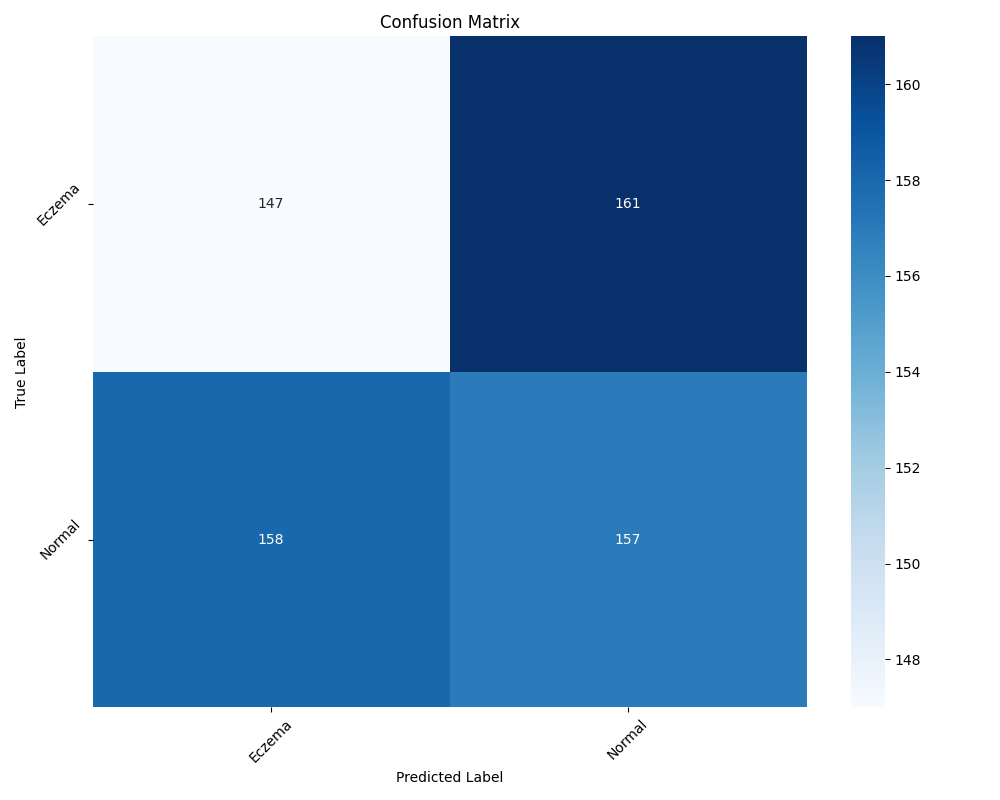 Confusion Matrix
True Label
Eczema
Normal
147
161
158
157
Eczema
Normal
Predicted Label
160
158
156
154
152
150
148